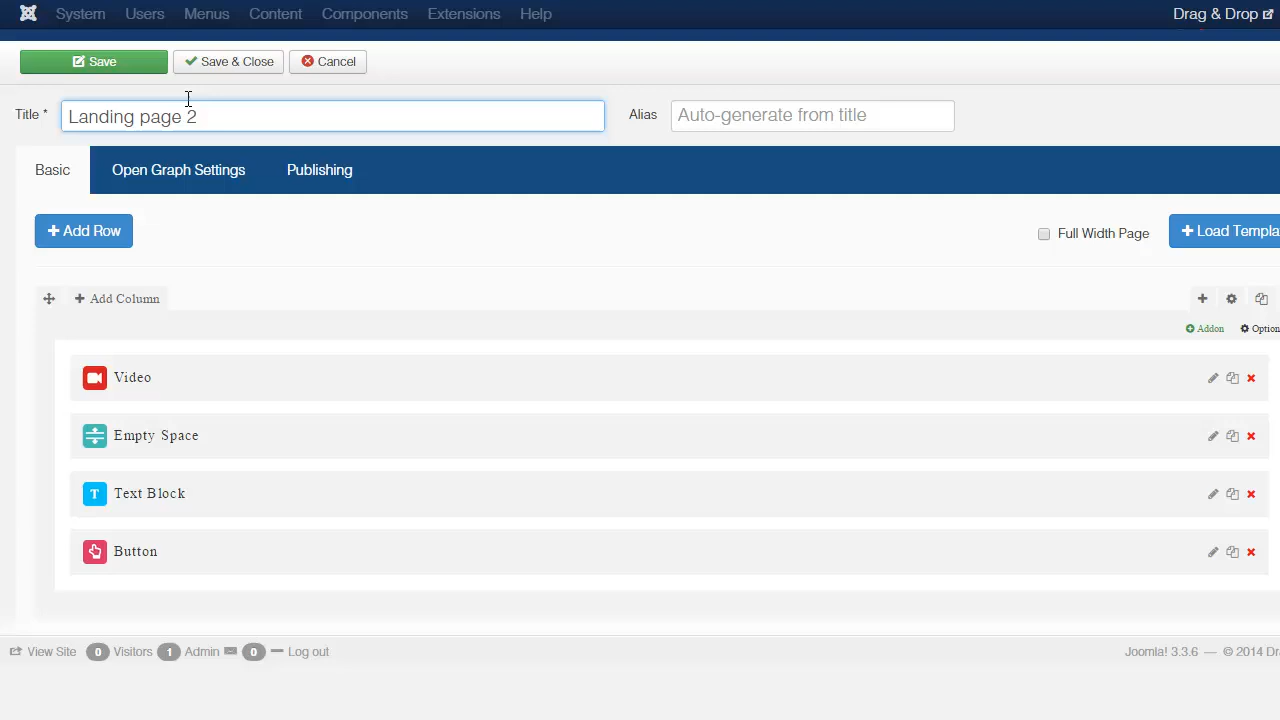 System Users Menus Content Components Extensions Help Drag & Drop
Save Save & Close Cancel
Title * Landing page 2 Alias Auto-generate from title
Basic Open Graph Settings Publishing
Add Row Full Width Page Load Templa
Add Column
Addon Option
Video
Empty Space
T Text Block
Button
View Site 0 Visitors 1 Admin 0 Log out Joomla! 3.3.6 — © 2014 Dr